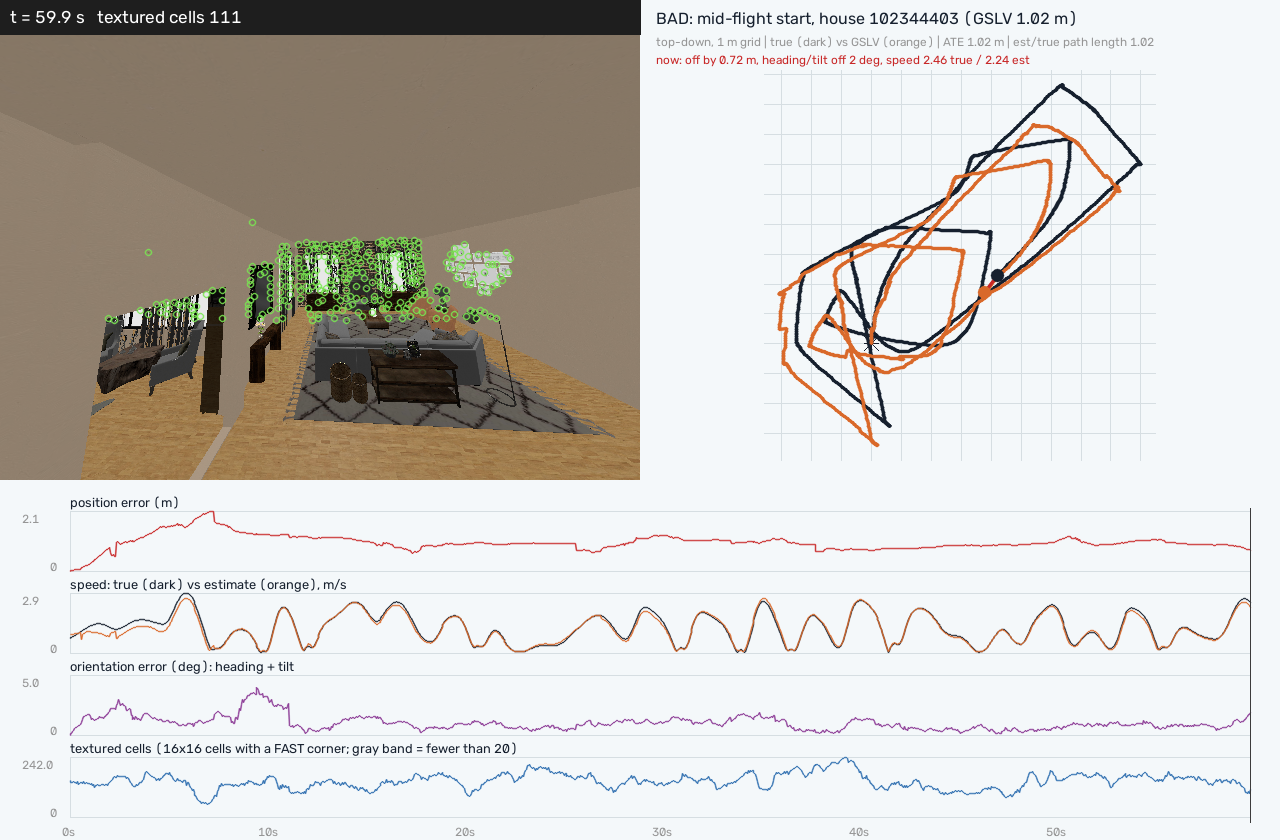 t = 59.9 s   textured cells 111
BAD: mid-flight start, house 102344403 (GSLV 1.02 m)
top-down, 1 m grid | true (dark) vs GSLV (orange) | ATE 1.02 m | est/true path length 1.02
now: off by 0.72 m, heading/tilt off 2 deg, speed 2.46 true / 2.24 est
position error (m)
2.1
0
speed: true (dark) vs estimate (orange), m/s
2.9
0
orientation error (deg): heading + tilt
5.0
0
textured cells (16x16 cells with a FAST corner; gray band = fewer than 20)
242.0
0
0s 10s 20s 30s 40s 50s